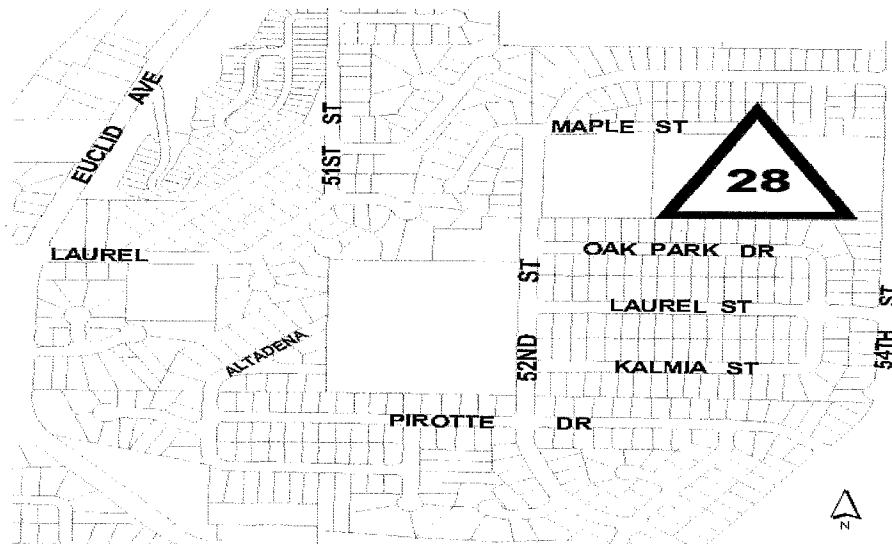 EUCLID AVE
51ST ST
MAPLE ST
28
LAUREL
OAK PARK DR
52ND ST
LAUREL ST
54TH ST
ALTADENA
KALMIA ST
PIROTTE DR
N